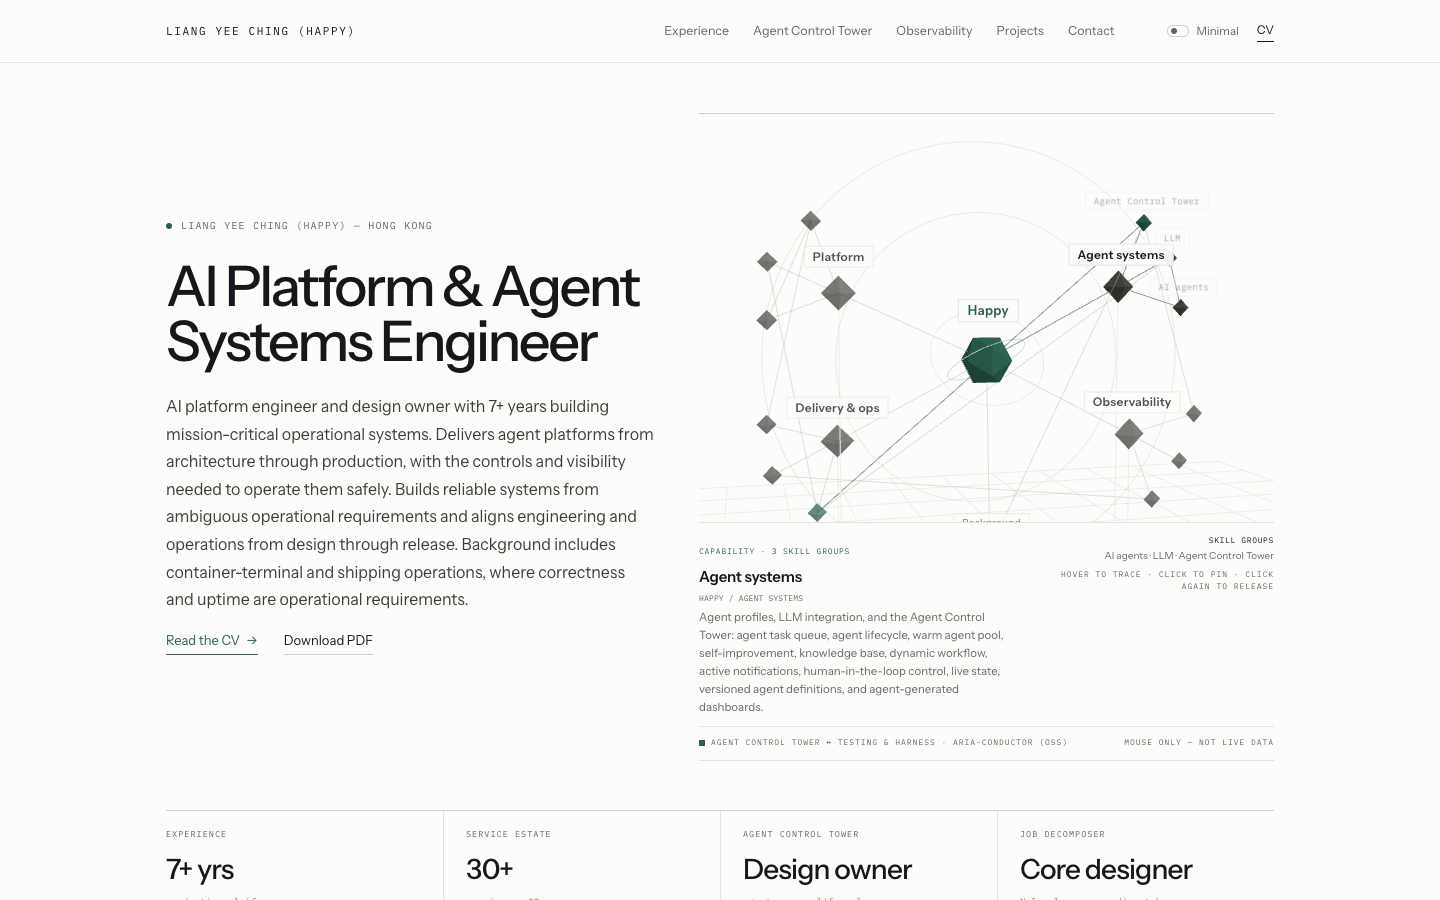 LIANG YEE CHING (HAPPY)
Experience
Agent Control Tower
Observability
Projects
Contact
Minimal
CV
LIANG YEE CHING (HAPPY) — HONG KONG
AI Platform & Agent
Systems Engineer
AI platform engineer and design owner with 7+ years building
mission-critical operational systems. Delivers agent platforms from
architecture through production, with the controls and visibility
needed to operate them safely. Builds reliable systems from
ambiguous operational requirements and aligns engineering and
operations from design through release. Background includes
container-terminal and shipping operations, where correctness
and uptime are operational requirements.
Read the CV →
Download PDF
Agent Control Tower
LLM
Agent systems
AI agents
Platform
Happy
Delivery & ops
Observability
Background
CAPABILITY · 3 SKILL GROUPS
Agent systems
HAPPY / AGENT SYSTEMS
Agent profiles, LLM integration, and the Agent Control
Tower: agent task queue, agent lifecycle, warm agent pool,
self-improvement, knowledge base, dynamic workflow,
active notifications, human-in-the-loop control, live state,
versioned agent definitions, and agent-generated
dashboards.
SKILL GROUPS
AI agents · LLM · Agent Control Tower
HOVER TO TRACE · CLICK TO PIN · CLICK
AGAIN TO RELEASE
AGENT CONTROL TOWER ↔ TESTING & HARNESS · ARIA-CONDUCTOR (OSS)
MOUSE ONLY — NOT LIVE DATA
EXPERIENCE
7+ yrs
SERVICE ESTATE
30+
AGENT CONTROL TOWER
Design owner
JOB DECOMPOSER
Core designer